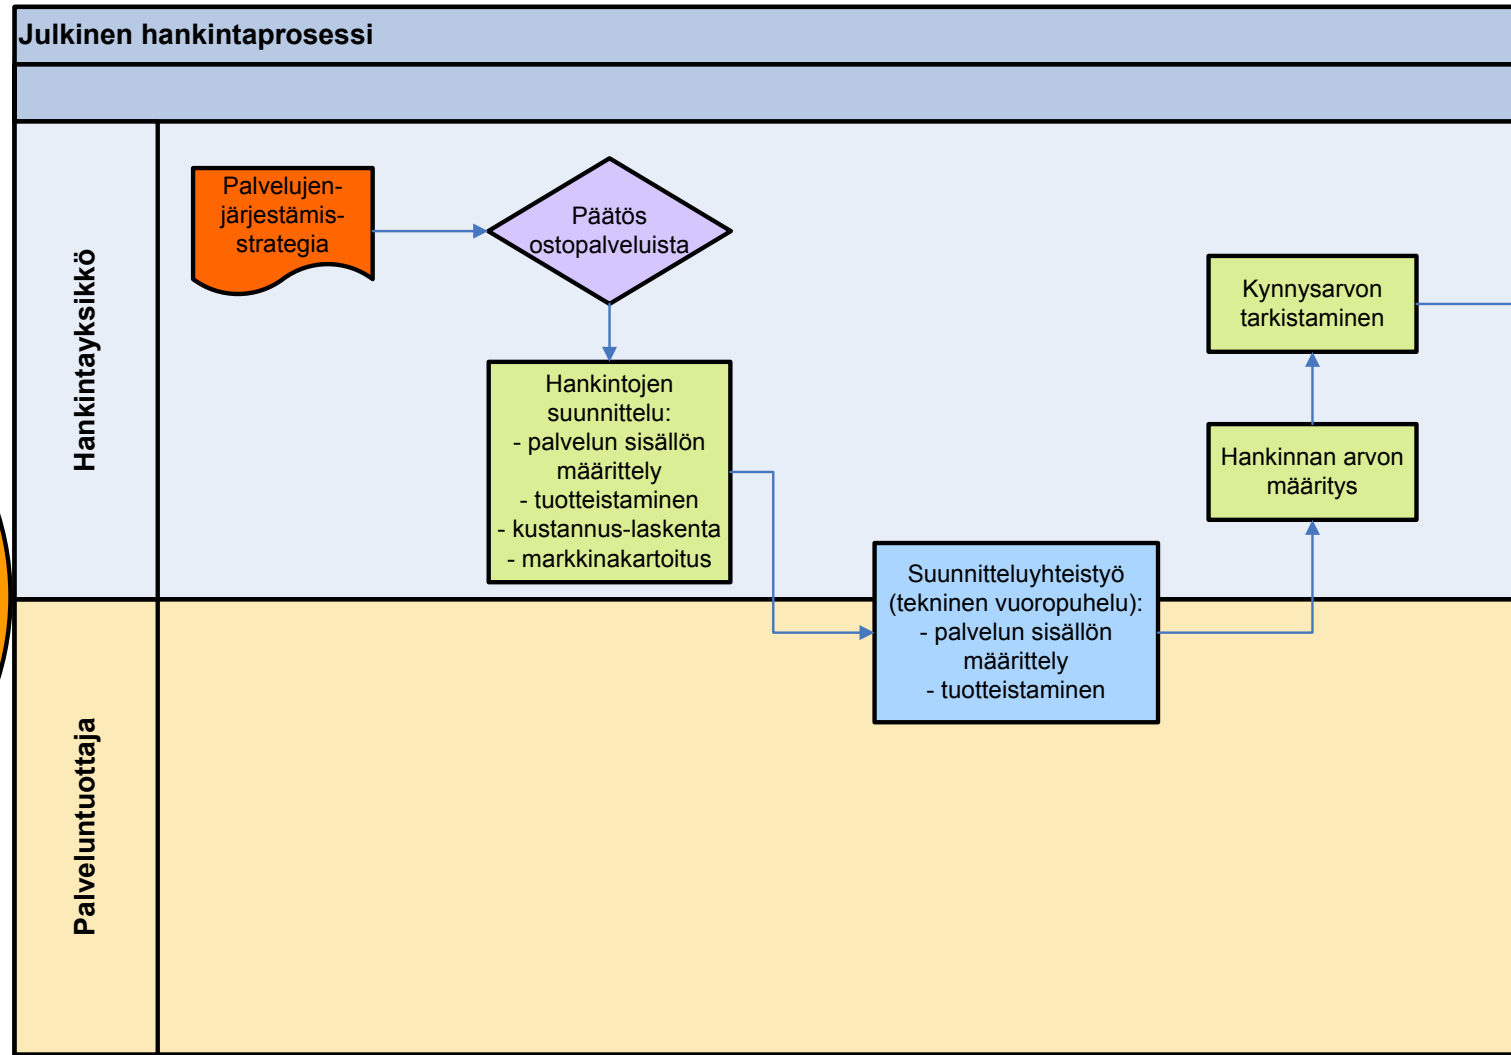 Julkinen hankintaprosessi
Hankintayksikkö
Palvelujen-
järjestämis-
strategia
Päätös
ostopalveluista
Hankintojen
suunnittelu:
- palvelun sisällön
määrittely
- tuotteistaminen
- kustannus-laskenta
- markkinakartoitus
Suunnitteluyhteistyö
(tekninen vuoropuhelu):
- palvelun sisällön
määrittely
- tuotteistaminen
Hankinnan arvon
määritys
Kynnysarvon
tarkistaminen
Palveluntuottaja